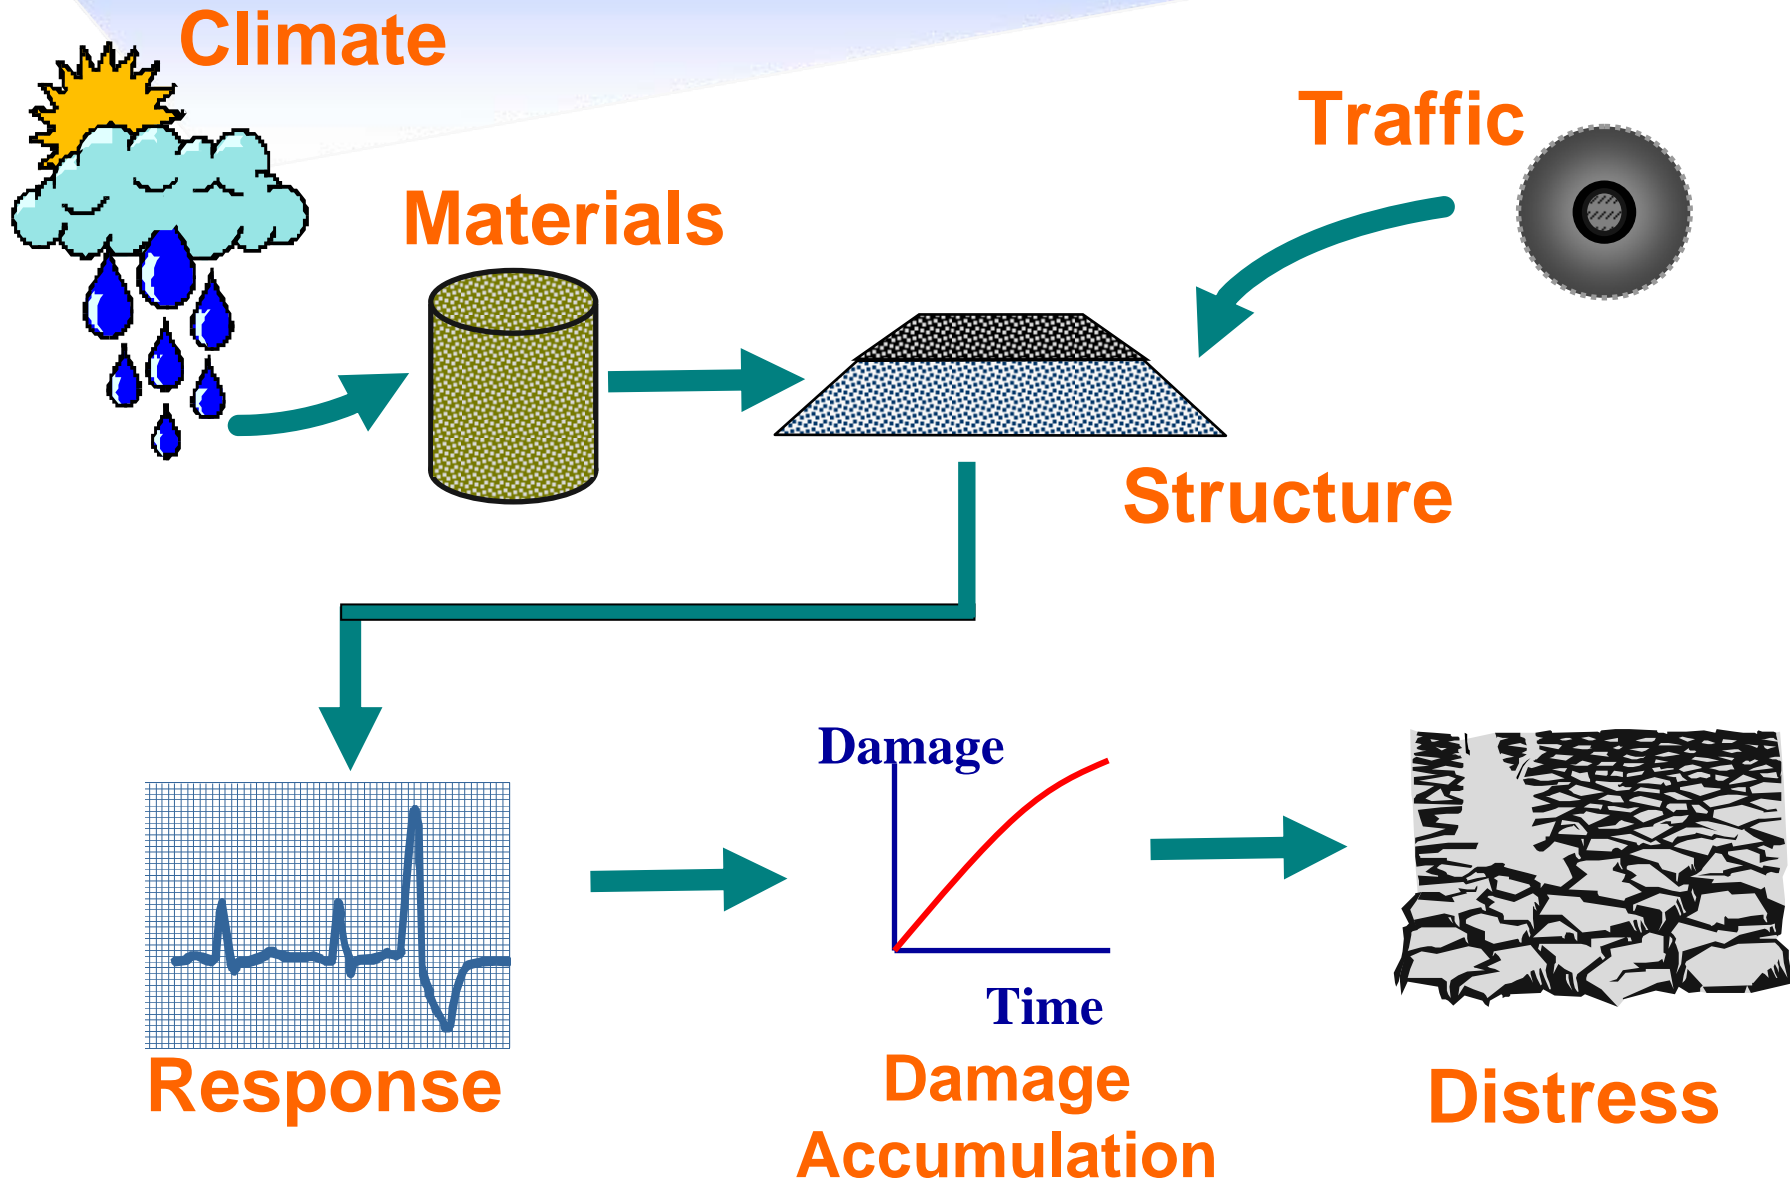 Climate
Traffic
Materials
Structure
Damage
Time
Response
Damage
Accumulation
Distress